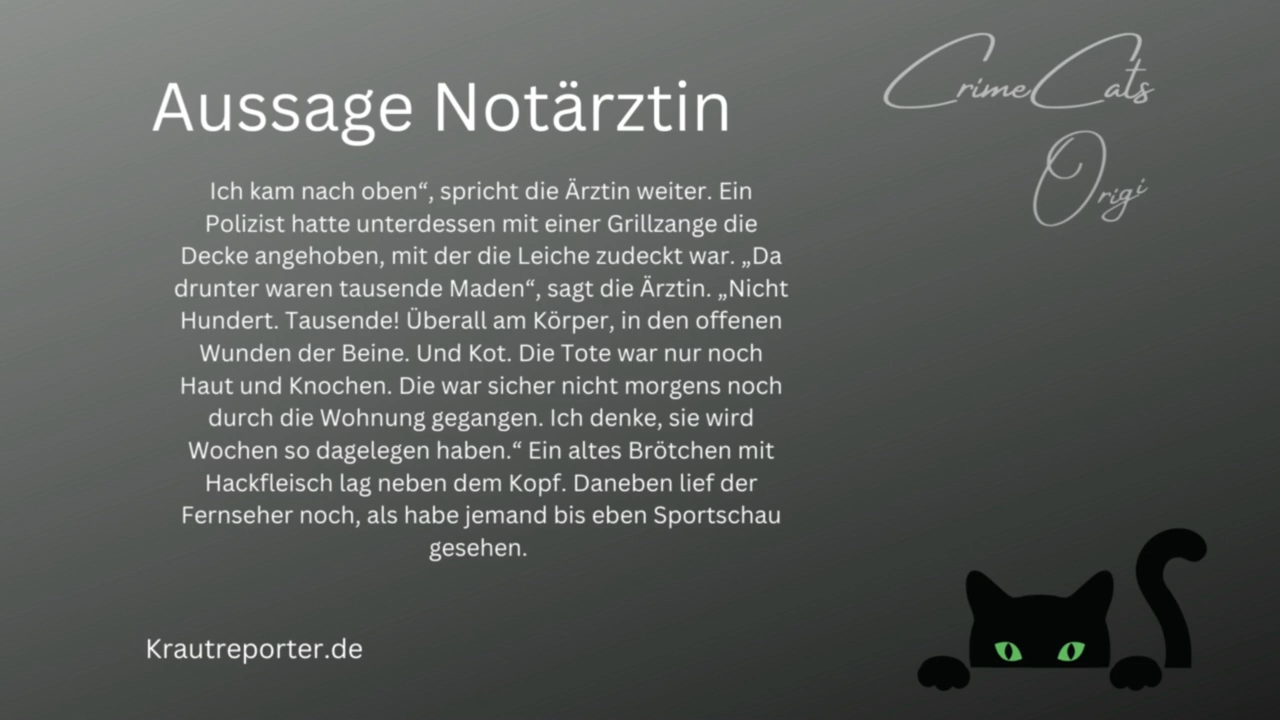 Aussage Notärztin
Ich kam nach oben“, spricht die Ärztin weiter. Ein
Polizist hatte unterdessen mit einer Grillzange die
Decke angehoben, mit der die Leiche zudeckt war. „Da
drunter waren tausende Maden“, sagt die Ärztin. „Nicht
Hundert. Tausende! Überall am Körper, in den offenen
Wunden der Beine. Und Kot. Die Tote war nur noch
Haut und Knochen. Die war sicher nicht morgens noch
durch die Wohnung gegangen. Ich denke, sie wird
Wochen so dagelegen haben.“ Ein altes Brötchen mit
Hackfleisch lag neben dem Kopf. Daneben lief der
Fernseher noch, als habe jemand bis eben Sportschau
gesehen.
Krautreporter.de
CrimeCats
Origi